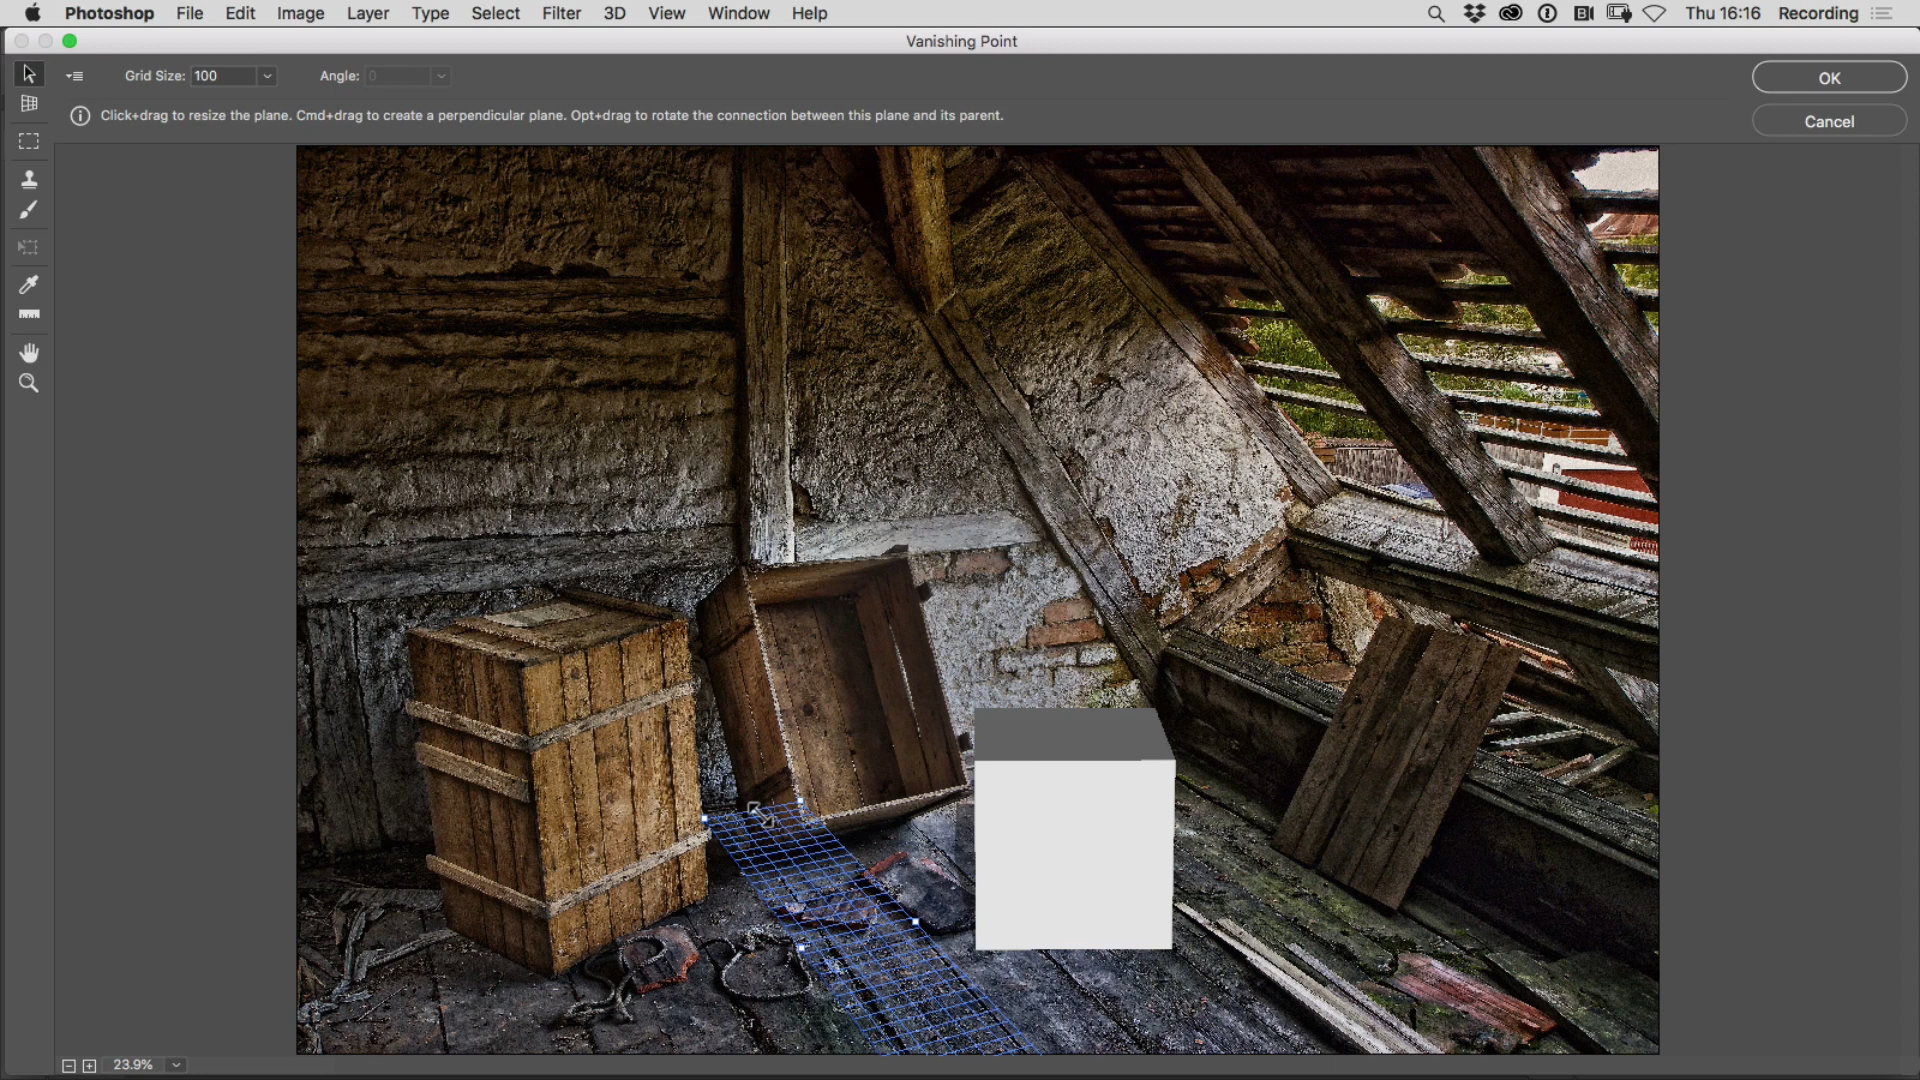 Photoshop File Edit Image Layer Type Select Filter 3D View Window Help Thu 16:16 Recording
Vanishing Point
Grid Size: 100 Angle: 0 OK
Click+drag to resize the plane. Cmd+drag to create a perpendicular plane. Opt+drag to rotate the connection between this plane and its parent.
Cancel
23.9%